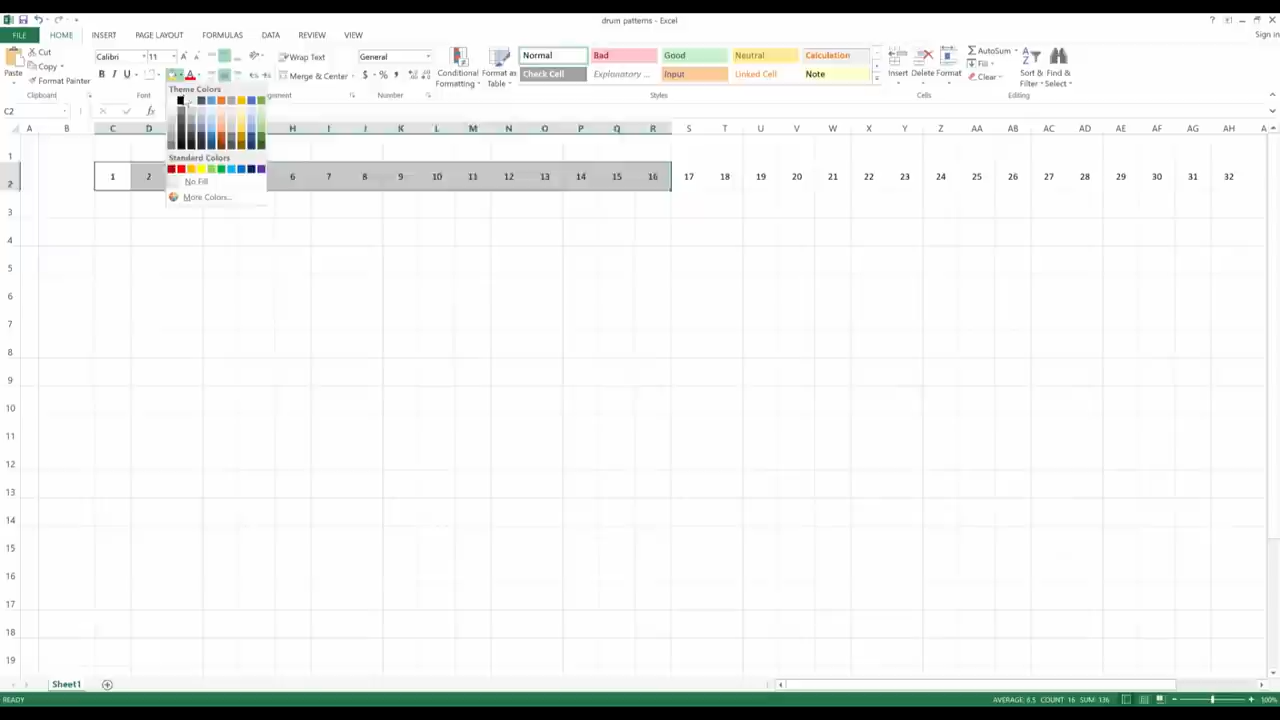 drum patterns - Excel
? 
Sign in
FILE HOME INSERT PAGE LAYOUT FORMULAS DATA REVIEW VIEW
Paste
Cut
Copy
Format Painter
Clipboard
Calibri 11
B I U
Font
Wrap Text
Merge & Center
General
$ % ,
Number
Conditional Formatting
Format as Table
Normal Bad Good Neutral Calculation
Check Cell Explanatory ... Input Linked Cell Note
Styles
Insert Delete Format
Cells
AutoSum
Fill
Clear
Sort & Filter
Find & Select
Editing
C2 fx
Theme Colors
Standard Colors
No Fill
More Colors...
A B C D H I J K L M N O P Q R S T U V W X Y Z AA AB AC AD AE AF AG AH A
1
2 1 2 6 7 8 9 10 11 12 13 14 15 16 17 18 19 20 21 22 23 24 25 26 27 28 29 30 31 32
3
4
5
6
7
8
9
10
11
12
13
14
15
16
17
18
19
Sheet1
READY AVERAGE: 8.5 COUNT: 16 SUM: 136 100%